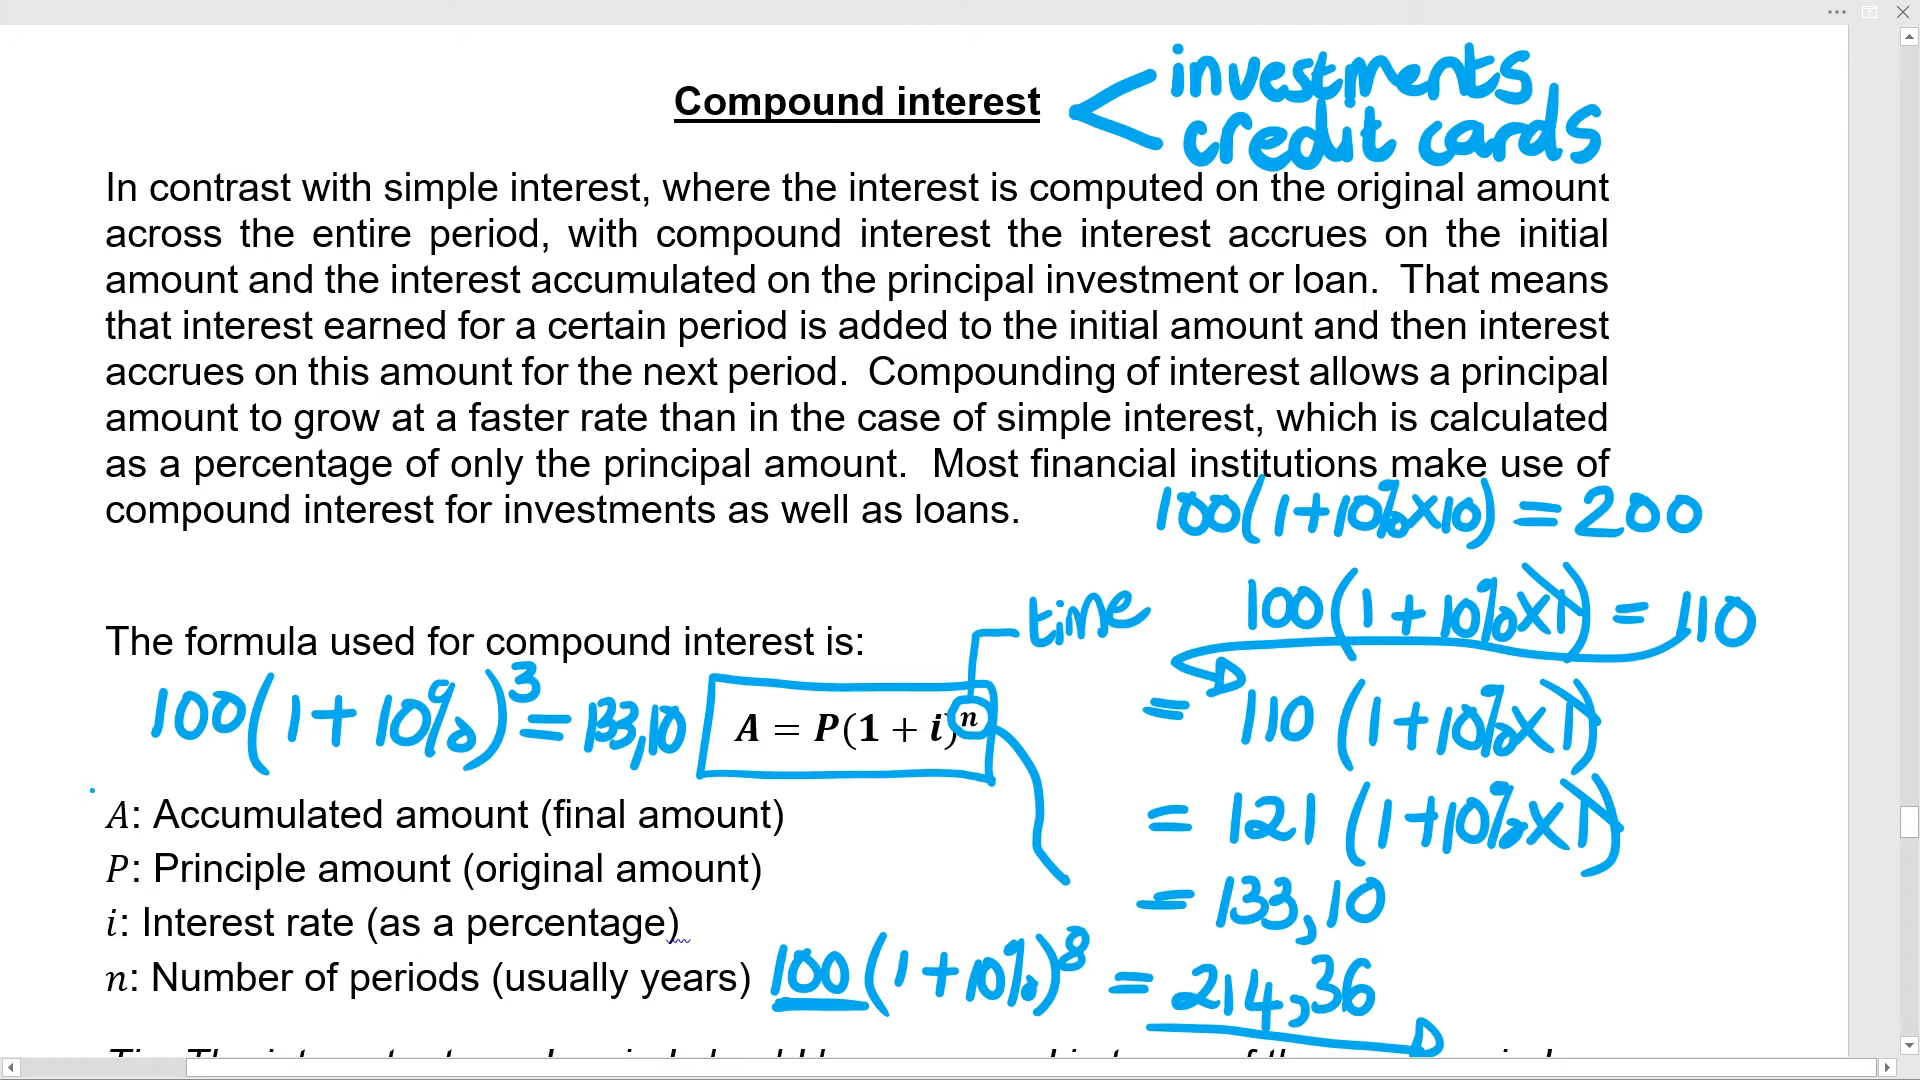 Compound interest
investments
credit cards
In contrast with simple interest, where the interest is computed on the original amount
across the entire period, with compound interest the interest accrues on the initial
amount and the interest accumulated on the principal investment or loan. That means
that interest earned for a certain period is added to the initial amount and then interest
accrues on this amount for the next period. Compounding of interest allows a principal
amount to grow at a faster rate than in the case of simple interest, which is calculated
as a percentage of only the principal amount. Most financial institutions make use of
compound interest for investments as well as loans.
100(1+10%×10) = 200
100(1+10%×1) = 110
time
The formula used for compound interest is:
100(1+10%)³ = 133,10
A = P(1 + i)ⁿ
= 110 (1+10%×1)
= 121 (1+10%×1)
= 133,10
A: Accumulated amount (final amount)
P: Principle amount (original amount)
i: Interest rate (as a percentage)
n: Number of periods (usually years)
100(1+10%)⁸ = 214,36